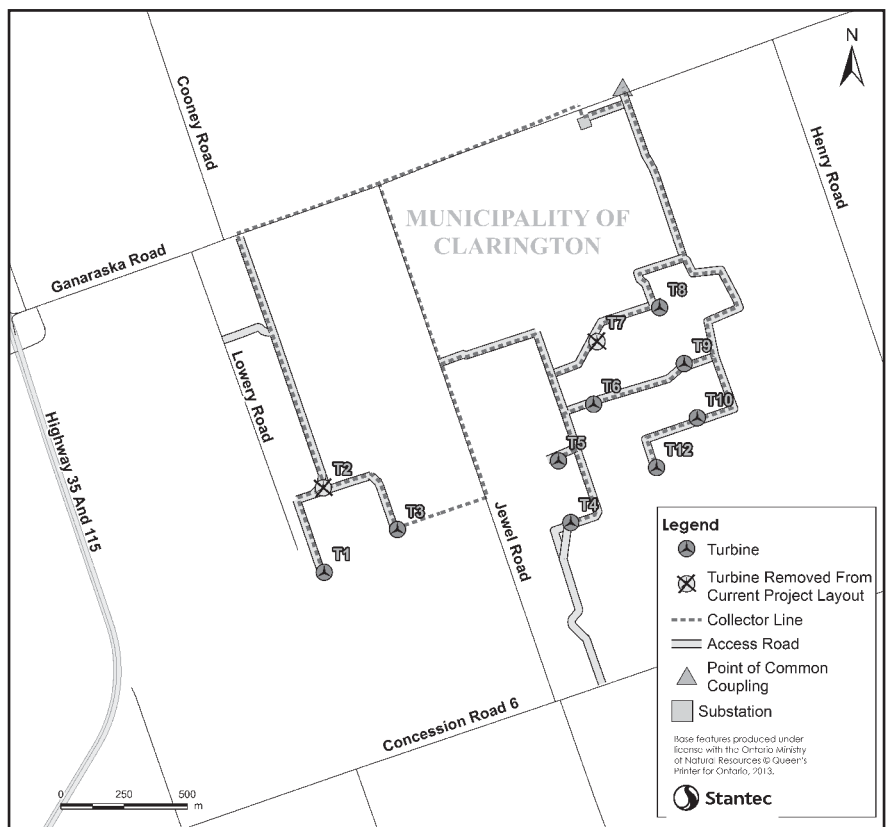 N
Cooney Road
Henry Road
MUNICIPALITY OF
CLARINGTON
Ganaraska Road
T8
T7
T9
Lowery Road
T6
T10
Highway 35 And 115
T5
T12
T2
T4
T3
Jewel Road
T1
Concession Road 6
0 250 500
m
Legend
Turbine
Turbine Removed From
Current Project Layout
Collector Line
Access Road
Point of Common
Coupling
Substation
Base features produced under
license with the Ontario Ministry
of Natural Resources © Queen's
Printer for Ontario, 2013.
Stantec